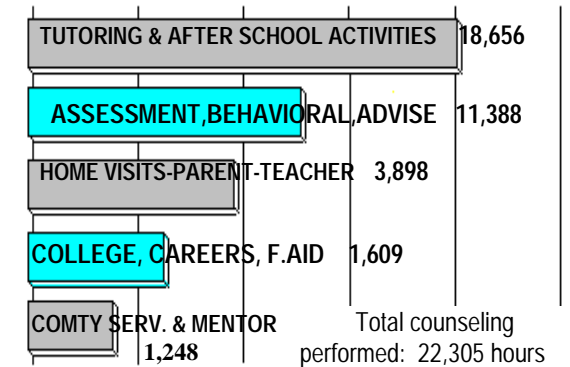 TUTORING & AFTER SCHOOL ACTIVITIES 18,656
ASSESSMENT,BEHAVIORAL,ADVISE 11,388
HOME VISITS-PARENT-TEACHER 3,898
COLLEGE, CAREERS, F.AID 1,609
COMTY SERV. & MENTOR
1,248
Total counseling
performed: 22,305 hours